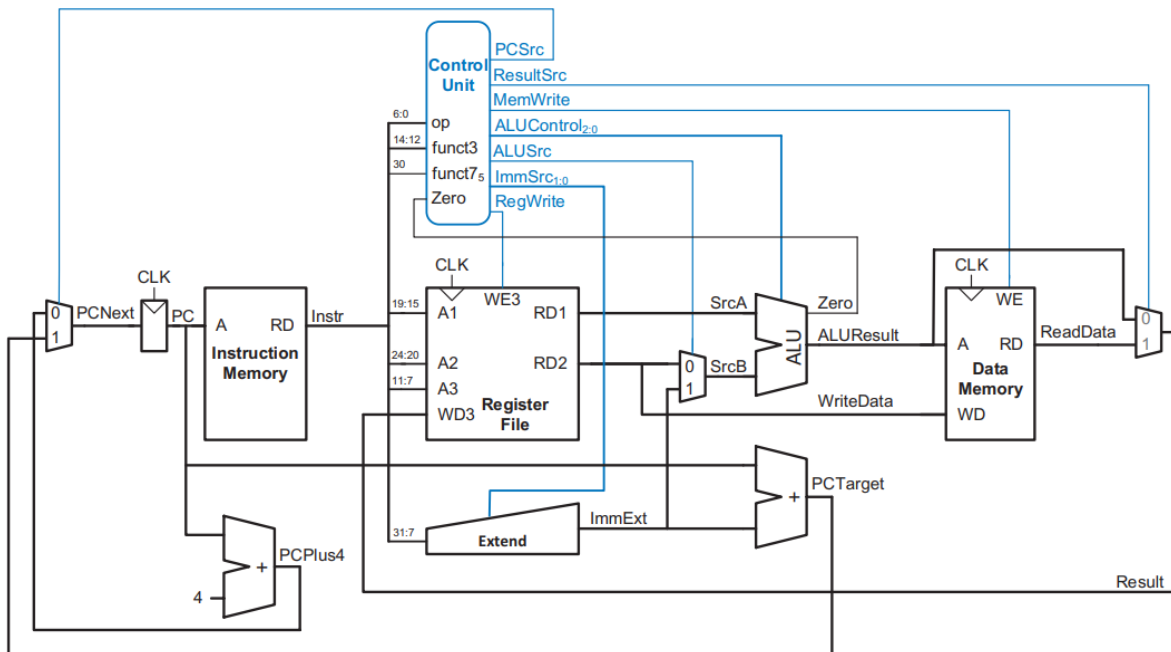 PCSrc
Control
Unit
ResultSrc
MemWrite
6:0
op
ALUControl2:0
14:12
funct3
ALUSrc
30
funct75
ImmSrc1:0
Zero
RegWrite
CLK
CLK
CLK
0
1
PCNext
PC
A
RD
Instr
Instruction
Memory
19:15
A1
WE3
RD1
SrcA
Zero
WE
24:20
A2
RD2
0
1
SrcB
ALU
ALUResult
A
RD
ReadData
0
1
11:7
A3
Data
Memory
WD3
Register
File
WriteData
WD
PCTarget
+
31:7
Extend
ImmExt
PCPlus4
+
4
Result